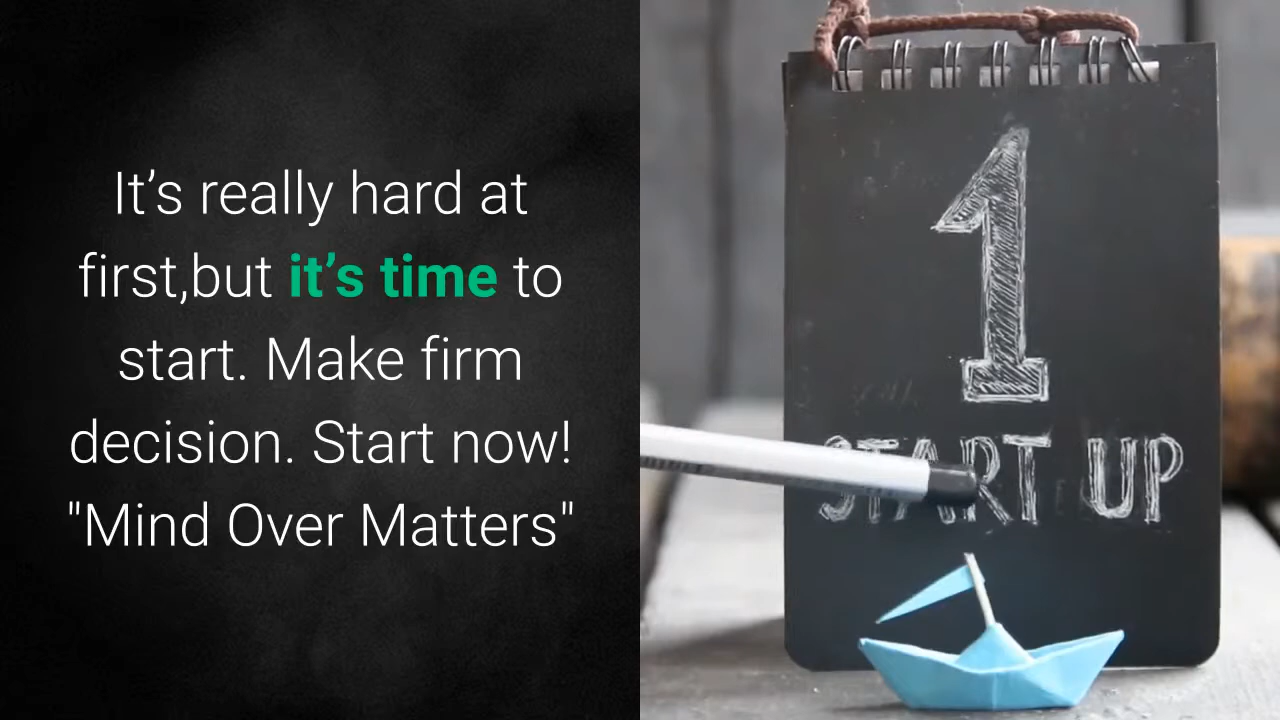 It’s really hard at
first,but it’s time to
start. Make firm
decision. Start now!
"Mind Over Matters"
1
START UP